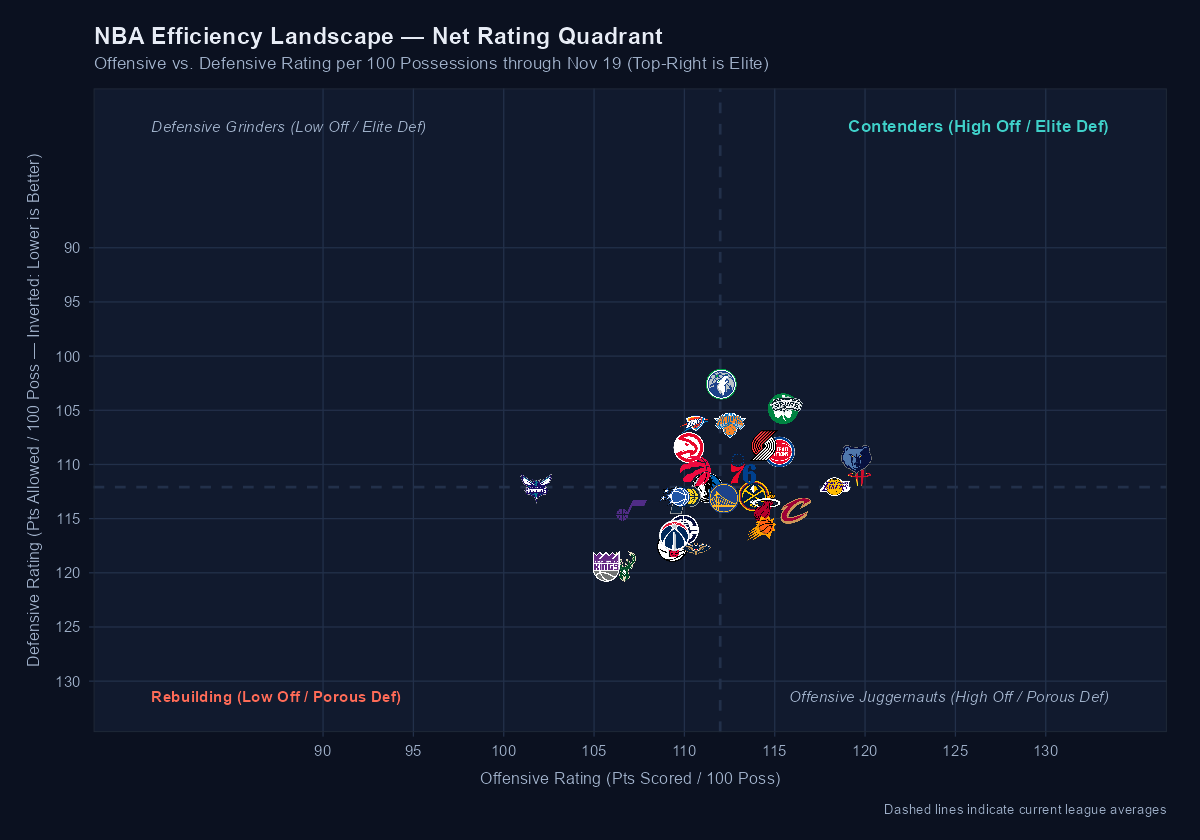 NBA Efficiency Landscape — Net Rating Quadrant
Offensive vs. Defensive Rating per 100 Possessions through Nov 19 (Top-Right is Elite)
Defensive Grinders (Low Off / Elite Def)
Contenders (High Off / Elite Def)
Defensive Rating (Pts Allowed / 100 Poss — Inverted: Lower is Better)
90
95
100
105
110
115
120
125
130
SPURS
76
KINGS
Rebuilding (Low Off / Porous Def)
Offensive Juggernauts (High Off / Porous Def)
90
95
100
105
110
115
120
125
130
Offensive Rating (Pts Scored / 100 Poss)
Dashed lines indicate current league averages